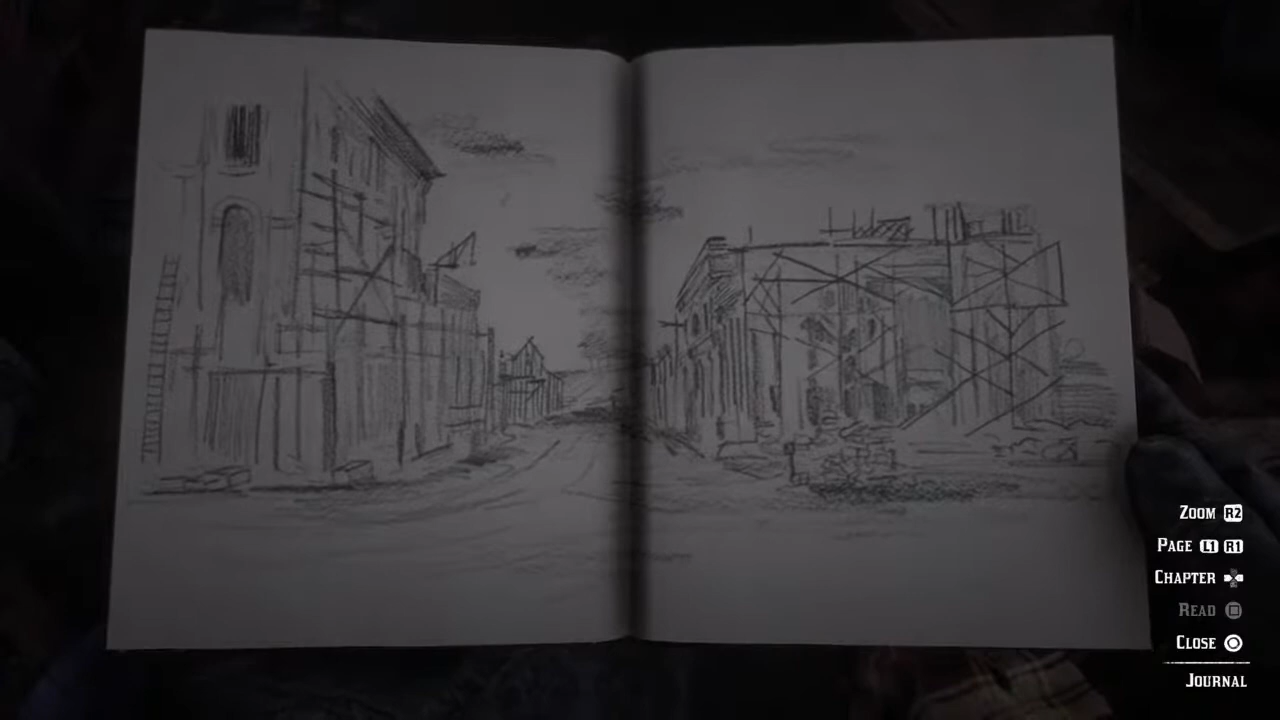 ZOOM R2
PAGE L1 R1
CHAPTER
READ
CLOSE
JOURNAL